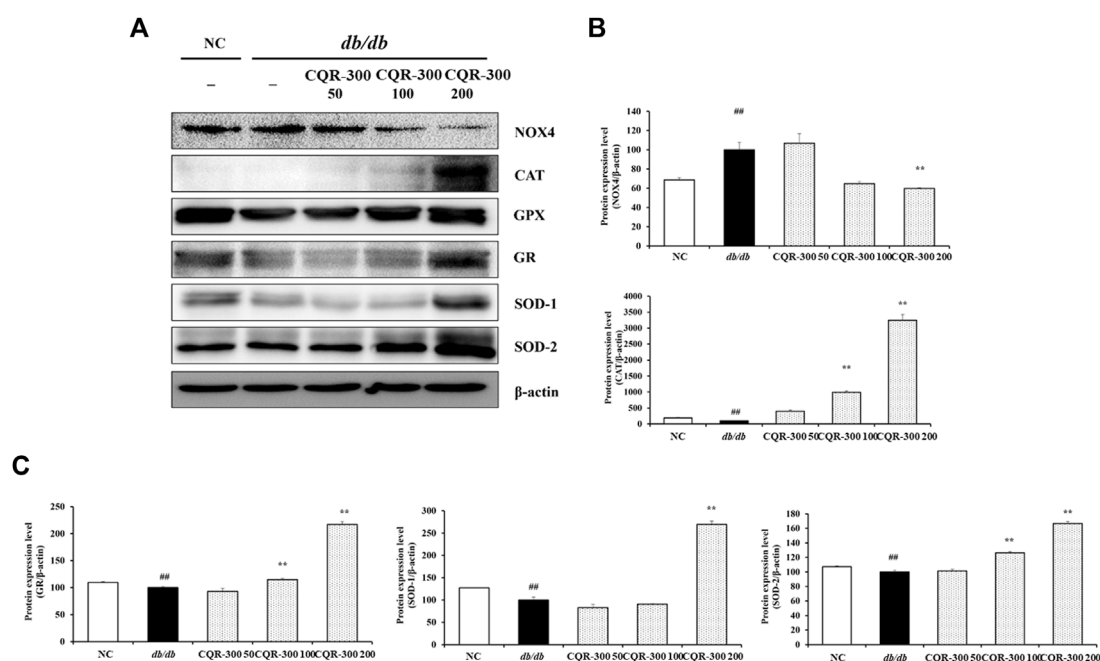 A
NC db/db
– – CQR-300 CQR-300 CQR-300
50 100 200
NOX4
CAT
GPX
GR
SOD-1
SOD-2
β-actin
B
Protein expression level
(NOX4/β-actin)
140
120
100
80
60
40
20
0
##
**
NC db/db CQR-300 50 CQR-300 100 CQR-300 200
Protein expression level
(CAT/β-actin)
4000
3500
3000
2500
2000
1500
1000
500
0
##
**
**
NC db/db CQR-300 50 CQR-300 100 CQR-300 200
C
Protein expression level
(GR/β-actin)
250
200
150
100
50
0
##
**
**
NC db/db CQR-300 50 CQR-300 100 CQR-300 200
Protein expression level
(SOD-1/β-actin)
300
250
200
150
100
50
0
##
**
NC db/db CQR-300 50 CQR-300 100 CQR-300 200
Protein expression level
(SOD-2/β-actin)
180
160
140
120
100
80
60
40
20
0
##
**
**
NC db/db CQR-300 50 CQR-300 100 CQR-300 200